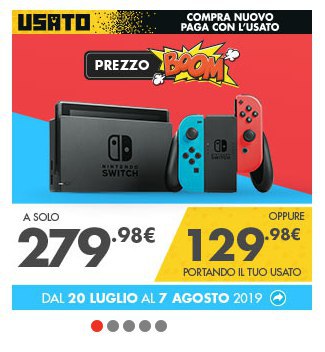 USATO
COMPRA NUOVO
PAGA CON L'USATO
PREZZO BOOM
NINTENDO
SWITCH
A SOLO
279.98€
OPPURE
129.98€
PORTANDO IL TUO USATO
DAL 20 LUGLIO AL 7 AGOSTO 2019